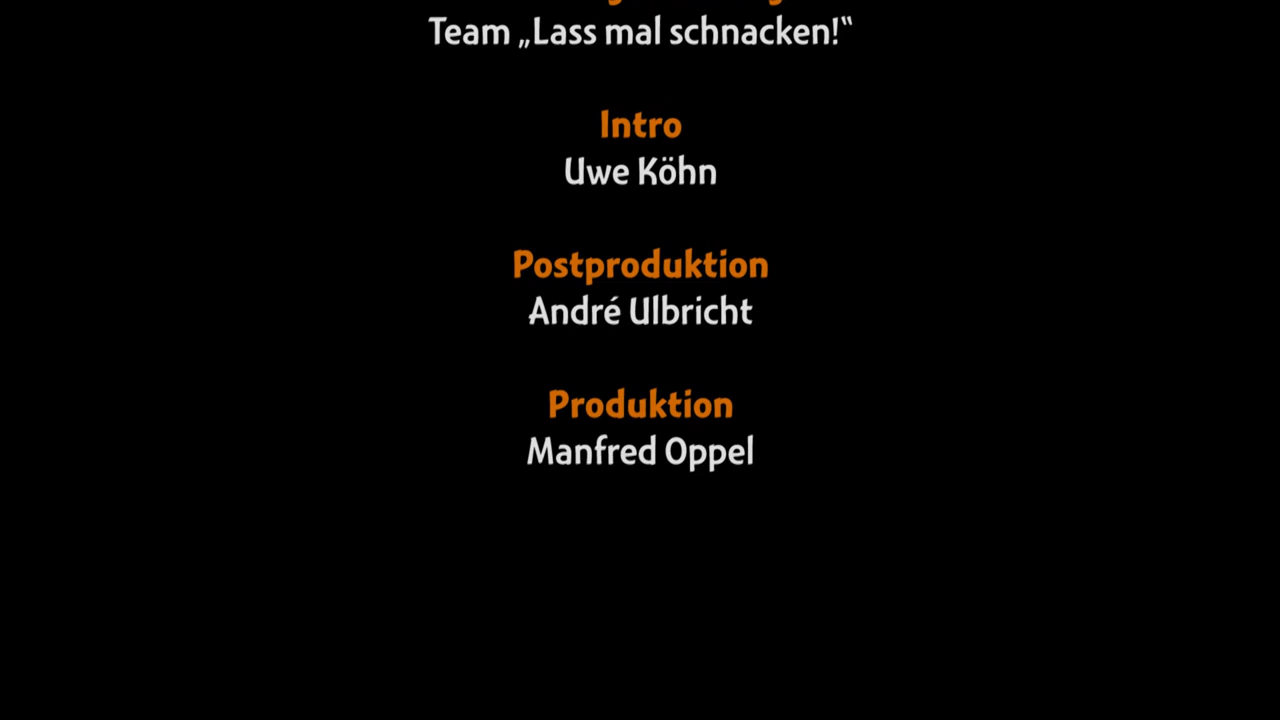 Team „Lass mal schnacken!“
Intro
Uwe Köhn
Postproduktion
André Ulbricht
Produktion
Manfred Oppel